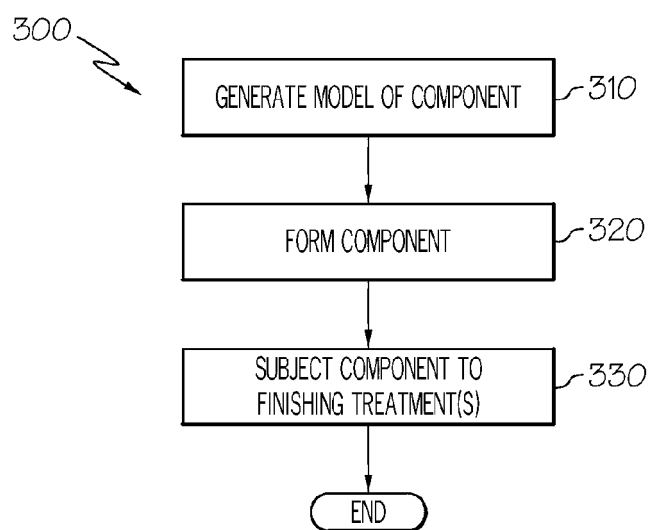 300
GENERATE MODEL OF COMPONENT
310
FORM COMPONENT
320
SUBJECT COMPONENT TO
FINISHING TREATMENT(S)
330
END